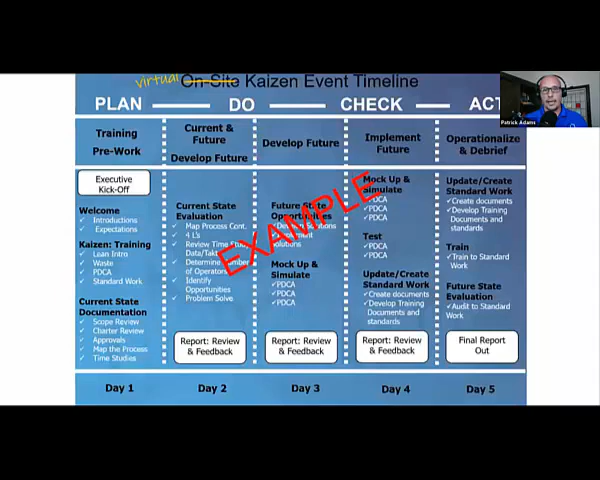 virtual
On-Site Kaizen Event Timeline
PLAN
DO
CHECK
ACT
Patrick Adams
Training
Pre-Work
Current &
Future
Develop Future
Develop Future
Implement
Future
Operationalize
& Debrief
Executive
Kick-Off
Welcome
✓ Introductions
✓ Expectations
Kaizen: Training
✓ Lean Intro
✓ Waste
✓ PDCA
✓ Standard Work
Current State
Documentation
✓ Scope Review
✓ Charter Review
✓ Approvals
✓ Map the Process
✓ Time Studies
Current State
Evaluation
✓ Map Process Cont.
✓ 4 L's
✓ Review Time Study
Data/Takt
✓ Determine Number
of Operators
✓ Identify
Opportunities
✓ Problem Solve
Report: Review
& Feedback
Future State
Opportunities
Solutions
Mock Up &
Simulate
✓PDCA
✓PDCA
✓PDCA
Report: Review
& Feedback
Mock Up &
Simulate
✓PDCA
✓PDCA
✓PDCA
Test
✓PDCA
✓PDCA
Update/Create
Standard Work
✓Create documents
✓Develop Training
Documents and
standards
Report: Review
& Feedback
Update/Create
Standard Work
✓Create documents
✓Develop Training
Documents and
standards
Train
✓Train to Standard
Work
Future State
Evaluation
✓Audit to Standard
Work
Final Report
Out
EXAMPLE
Day 1
Day 2
Day 3
Day 4
Day 5